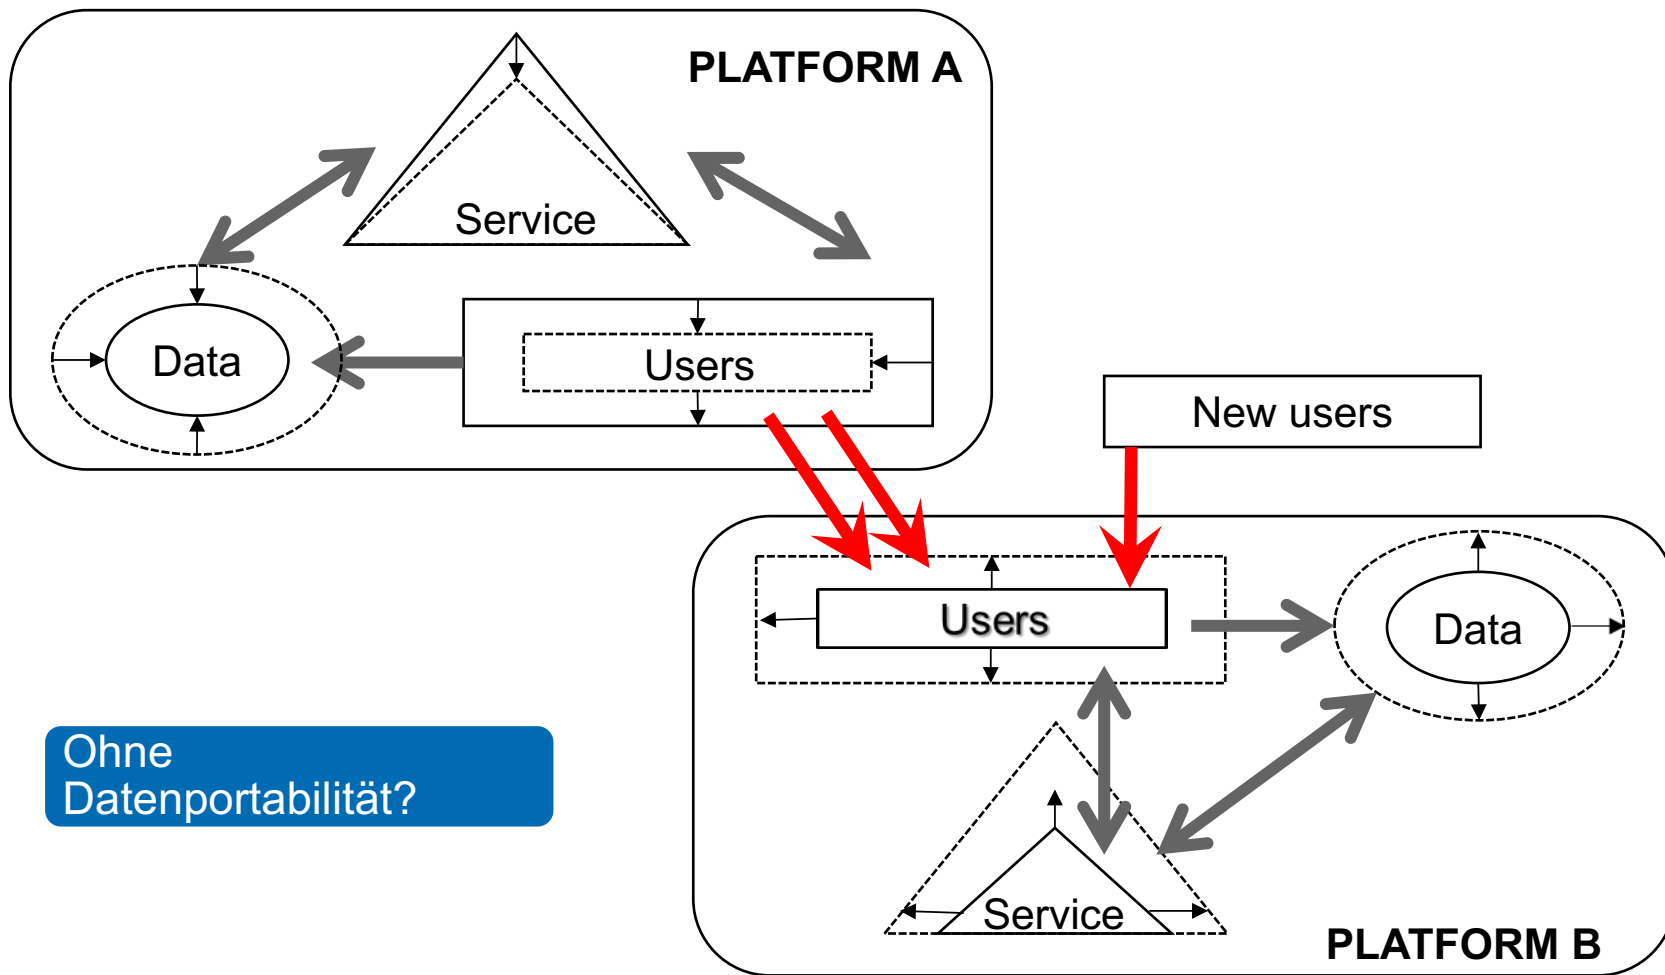 PLATFORM A
Service
Data
Users
New users
Users
Data
Ohne
Datenportabilität?
Service
PLATFORM B